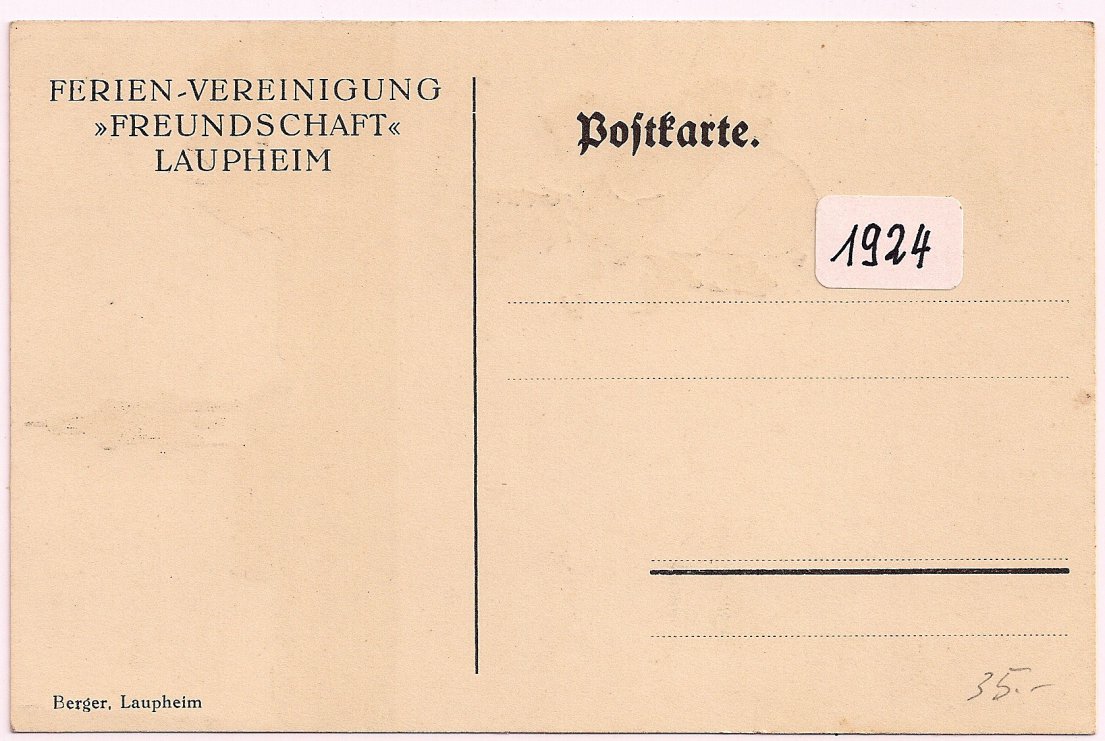 FERIEN-VEREINIGUNG
»FREUNDSCHAFT«
LAUPHEIM
Postkarte.
1924
Berger, Laupheim
35.-